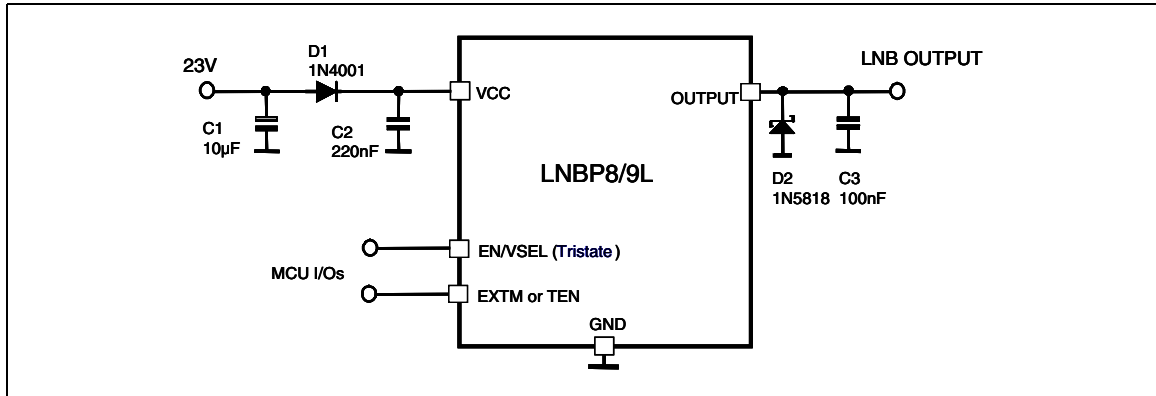 23V
D1
1N4001
C1
10µF
C2
220nF
VCC
OUTPUT
LNB OUTPUT
D2
1N5818
C3
100nF
LNBP8/9L
MCU I/Os
EN/VSEL (Tristate)
EXTM or TEN
GND